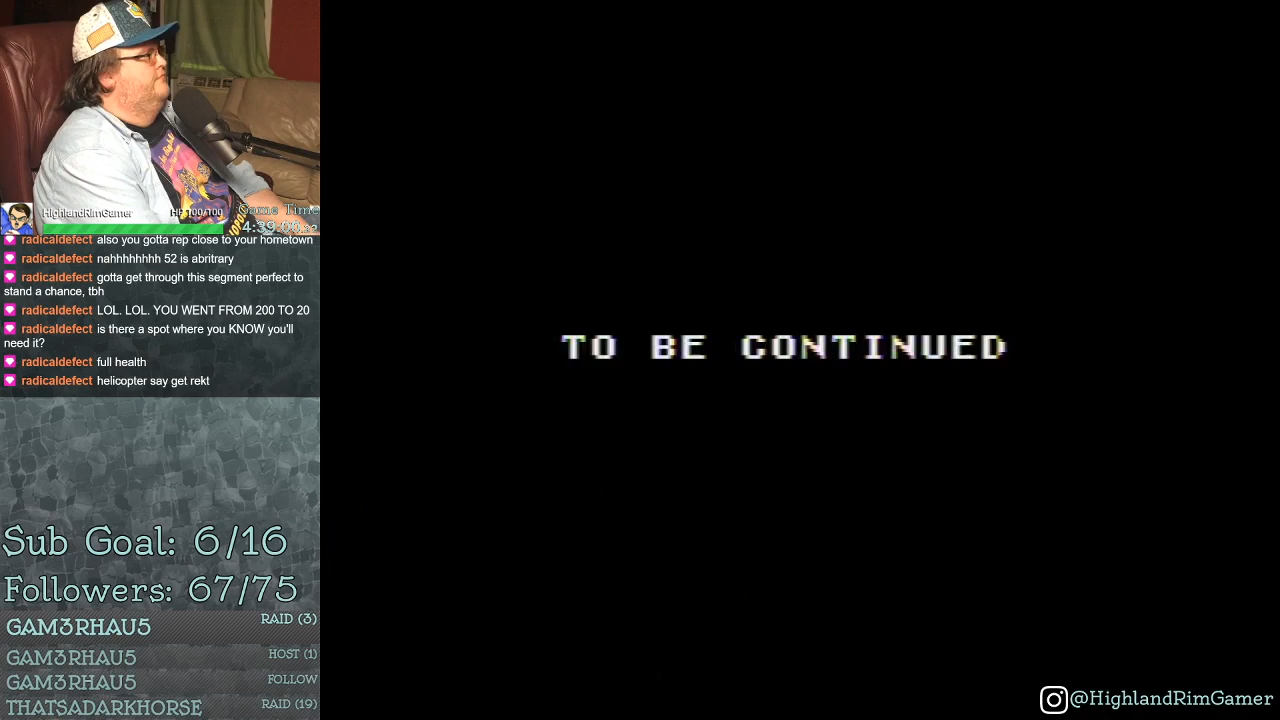 HighlandRimGamer HP 100/100
Game Time
radicaldefect also you gotta rep close to your hometown
radicaldefect nahhhhhhhh 52 is abritrary
radicaldefect gotta get through this segment perfect to
stand a chance, tbh
radicaldefect LOL. LOL. YOU WENT FROM 200 TO 20
radicaldefect is there a spot where you KNOW you'll
need it?
radicaldefect full health
radicaldefect helicopter say get rekt
TO BE CONTINUED
Sub Goal: 6/16
Followers: 67/75
GAM3RHAU5 RAID (3)
GAM3RHAU5 HOST (1)
GAM3RHAU5 FOLLOW
THATSADARKHORSE RAID (19)
@HighlandRimGamer